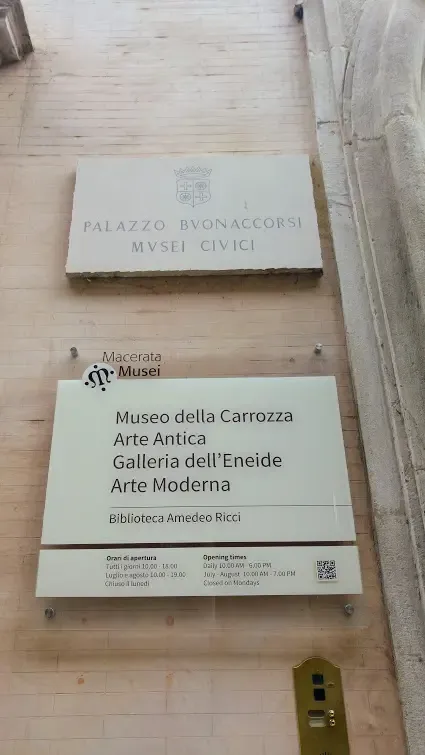 PALAZZO BVONACCORSI
MVSEI CIVICI
Macerata
Musei
Museo della Carrozza
Arte Antica
Galleria dell'Eneide
Arte Moderna
Biblioteca Amedeo Ricci
Orari di apertura
Tutti i giorni 10.00 - 18.00
Luglio e agosto 10.00 - 19.00
Chiuso il lunedì
Opening times
Daily 10.00 AM - 6.00 PM
July - August 10.00 AM - 7.00 PM
Closed on Mondays